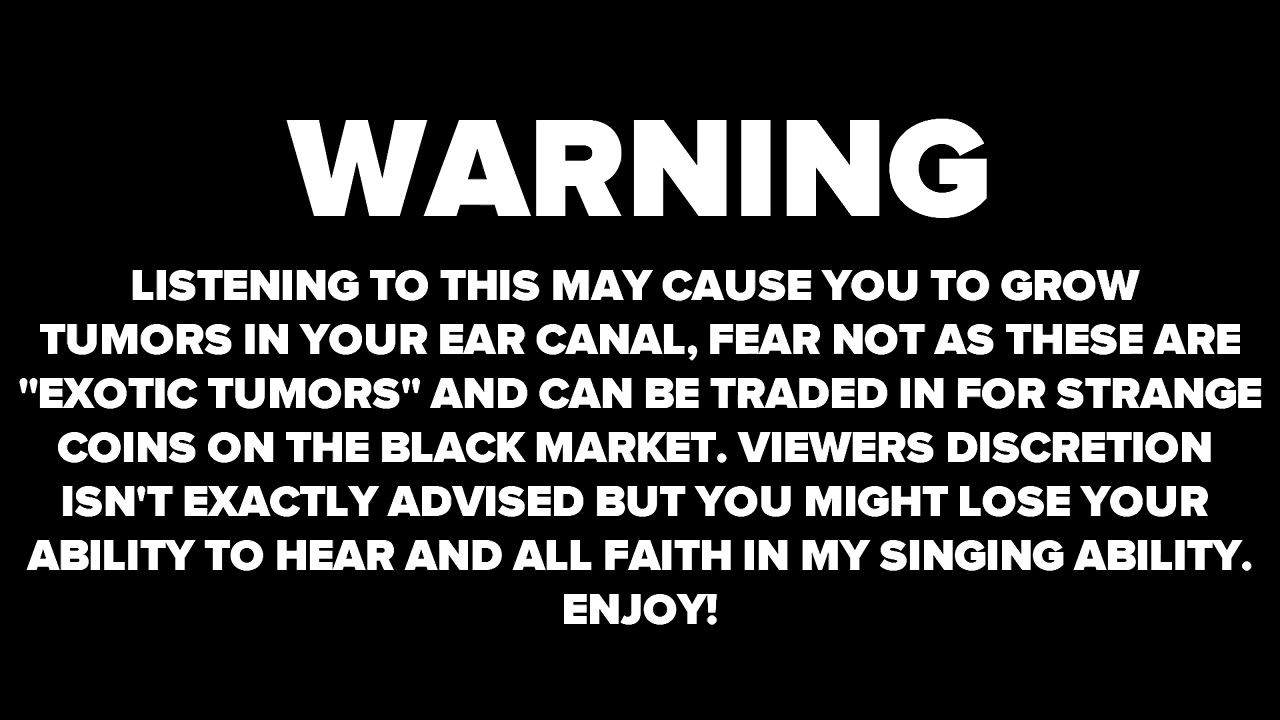 WARNING
LISTENING TO THIS MAY CAUSE YOU TO GROW
TUMORS IN YOUR EAR CANAL, FEAR NOT AS THESE ARE
"EXOTIC TUMORS" AND CAN BE TRADED IN FOR STRANGE
COINS ON THE BLACK MARKET. VIEWERS DISCRETION
ISN'T EXACTLY ADVISED BUT YOU MIGHT LOSE YOUR
ABILITY TO HEAR AND ALL FAITH IN MY SINGING ABILITY.
ENJOY!